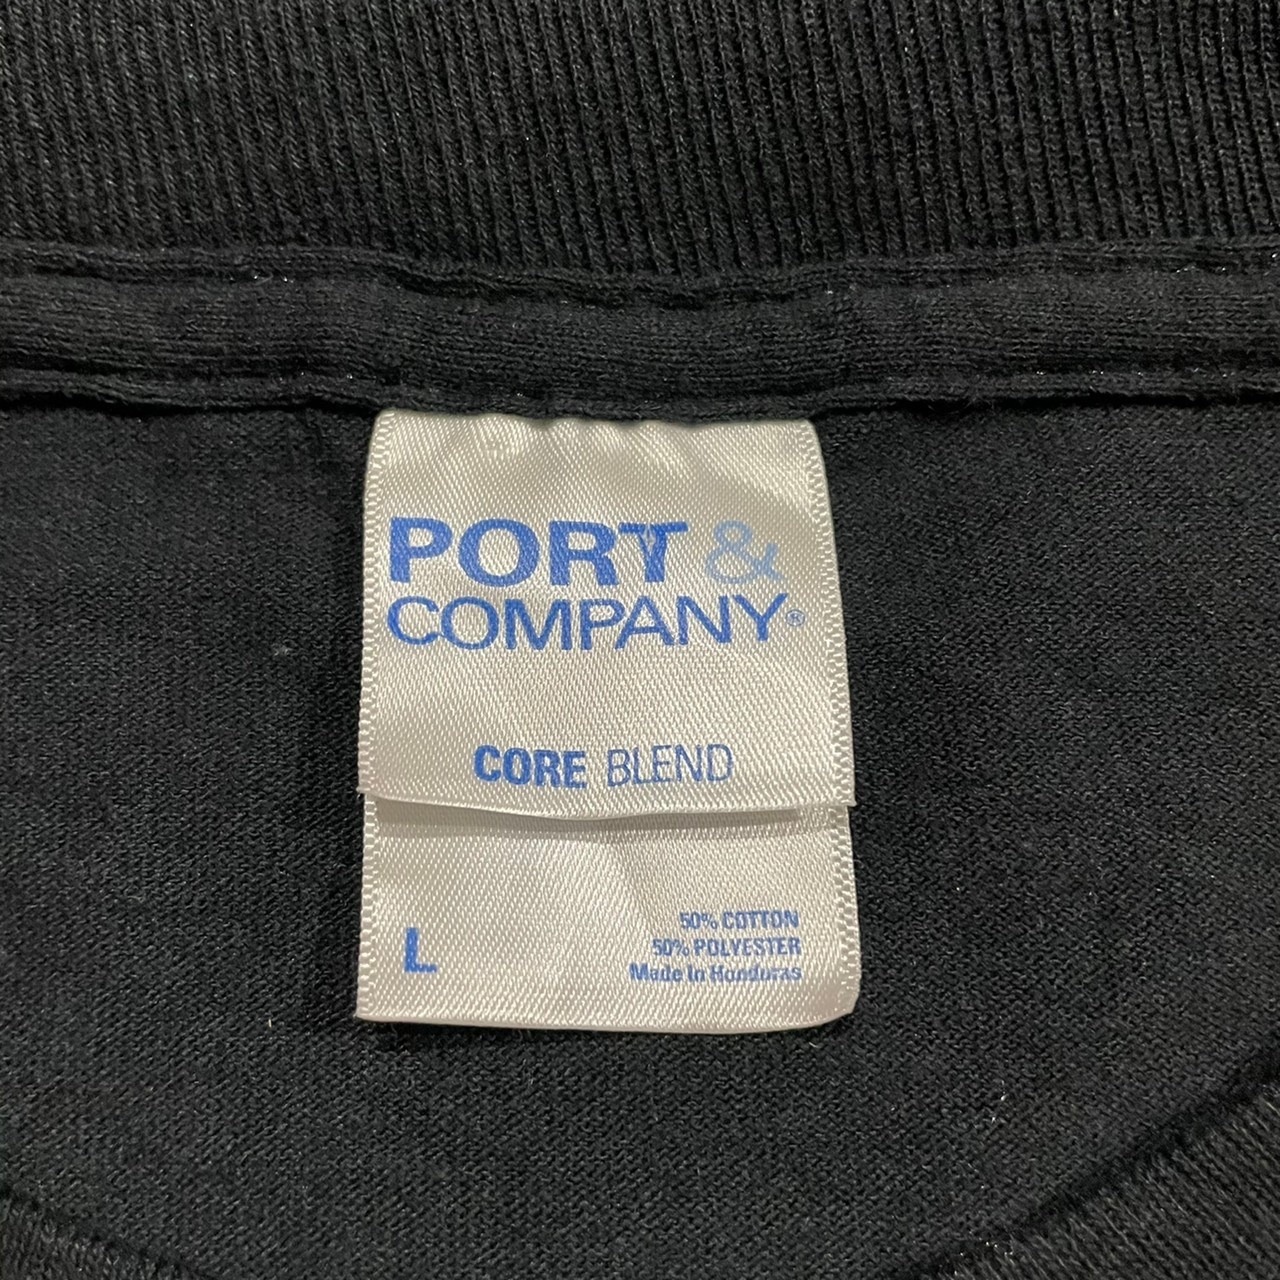 PORT &
COMPANY®
CORE BLEND
L
50% COTTON
50% POLYESTER
Made In Honduras